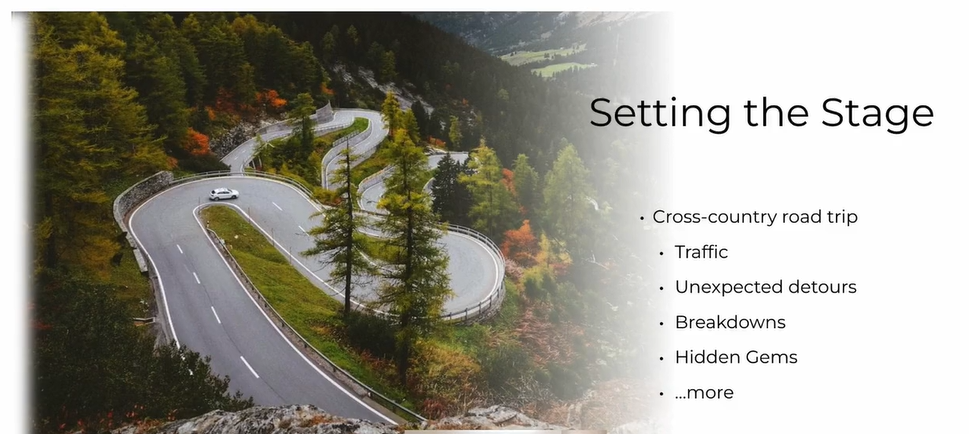 Setting the Stage
• Cross-country road trip
• Traffic
• Unexpected detours
• Breakdowns
• Hidden Gems
• ...more